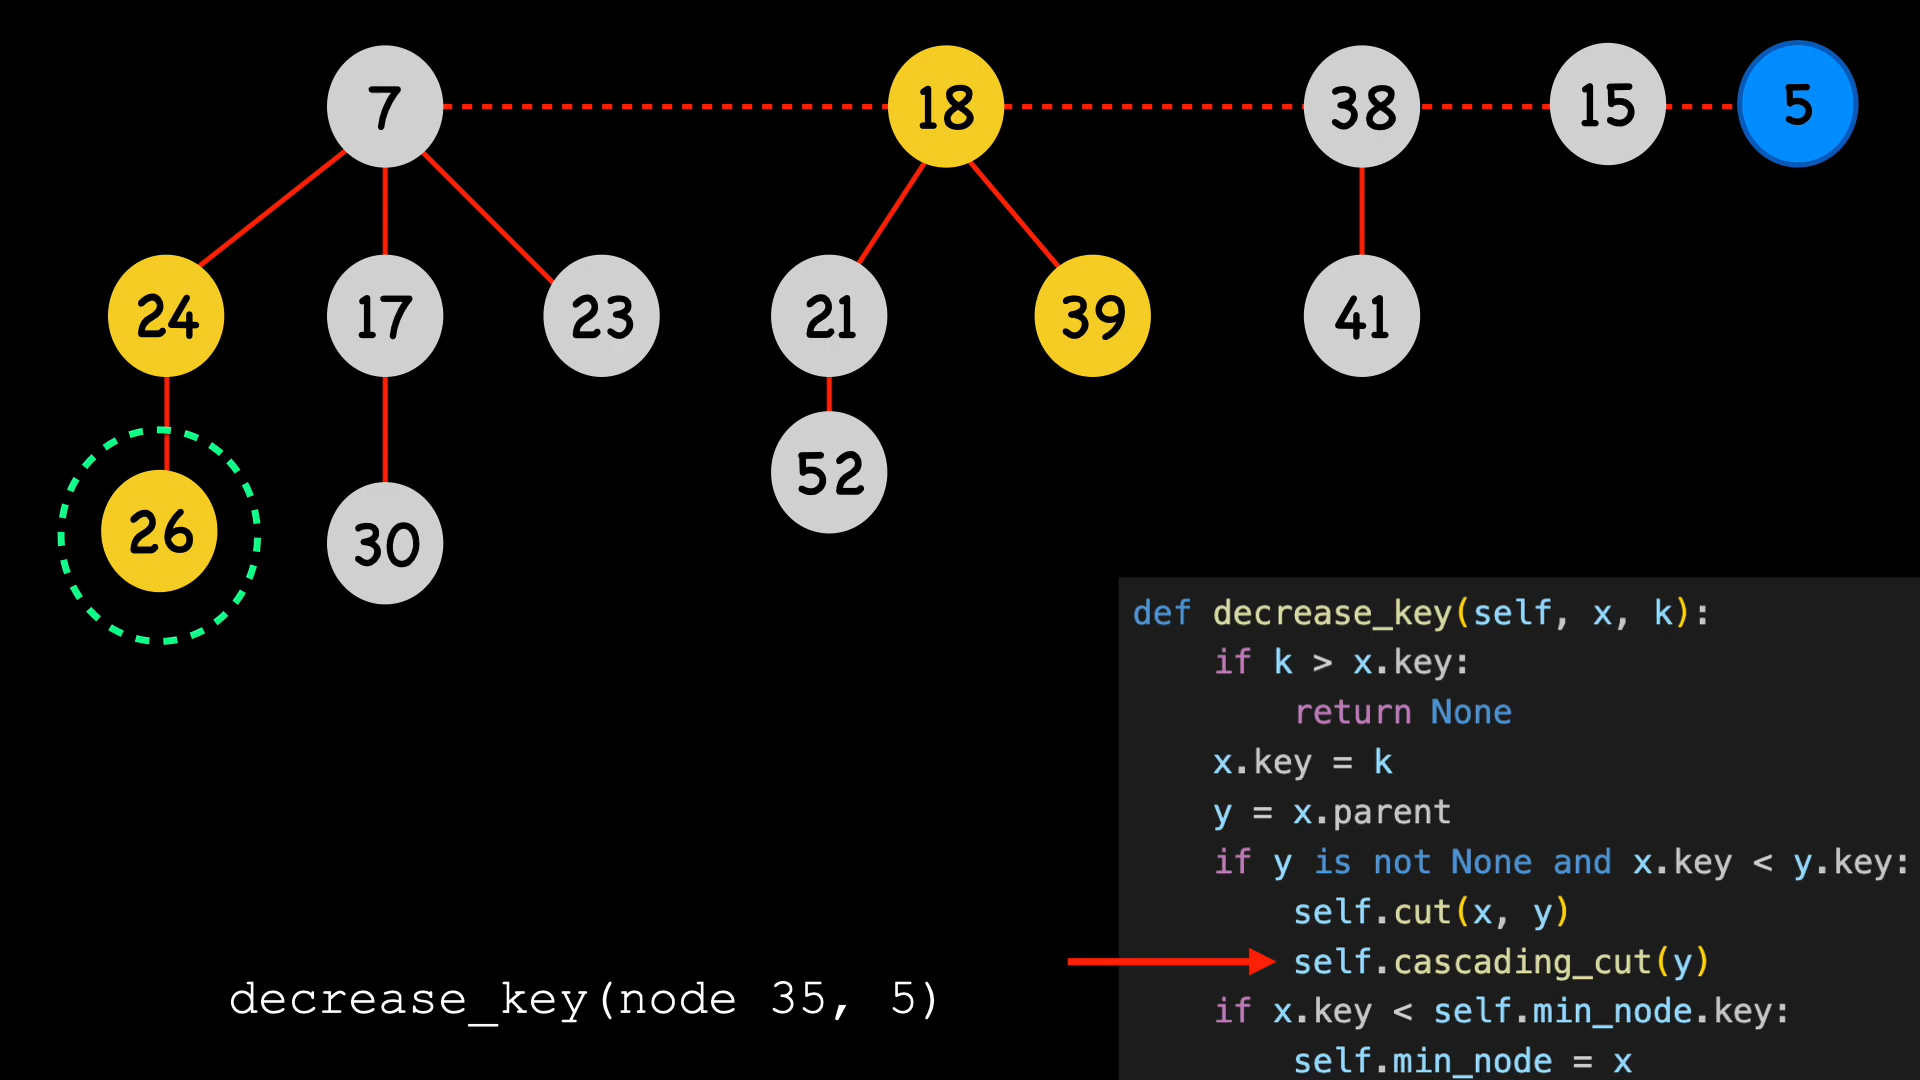 7 18 38 15 5
24 17 23 21 39 41
52
26 30
def decrease_key(self, x, k):
if k > x.key:
return None
x.key = k
y = x.parent
if y is not None and x.key < y.key:
self.cut(x, y)
self.cascading_cut(y)
if x.key < self.min_node.key:
self.min_node = x
decrease_key(node 35, 5)